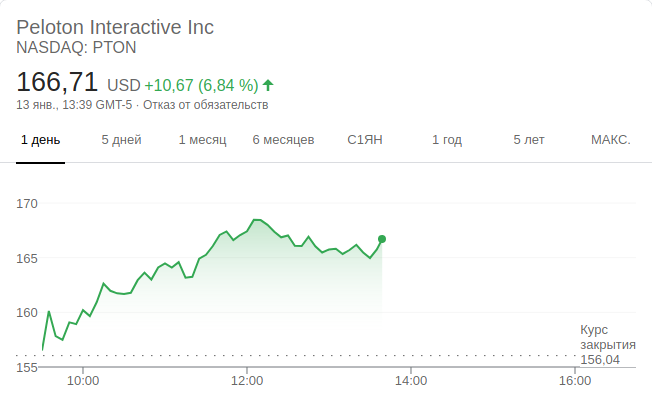 Peloton Interactive Inc
NASDAQ: PTON
166,71 USD +10,67 (6,84 %)
13 янв., 13:39 GMT-5 · Отказ от обязательств
1 день 5 дней 1 месяц 6 месяцев С1ЯН 1 год 5 лет МАКС.
170
165
160
155
Курс
закрытия
156,04
10:00 12:00 14:00 16:00